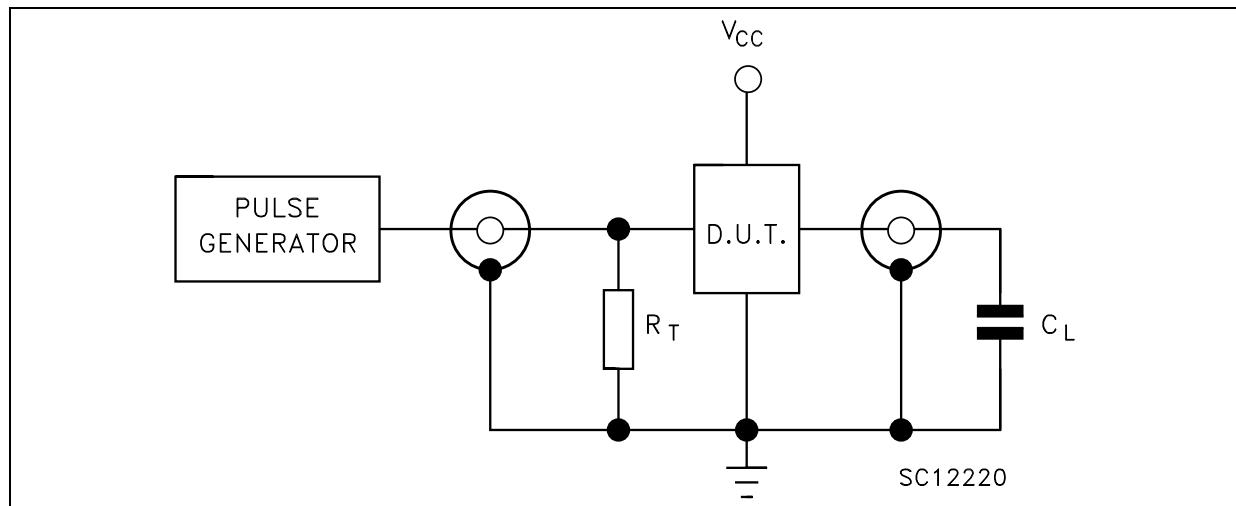 VCC
PULSE
GENERATOR
D.U.T.
RT
CL
SC12220